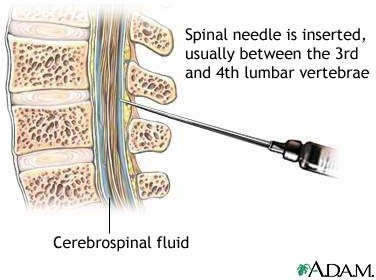 Spinal needle is inserted,
usually between the 3rd
and 4th lumbar vertebrae
Cerebrospinal fluid
A.D.A.M.